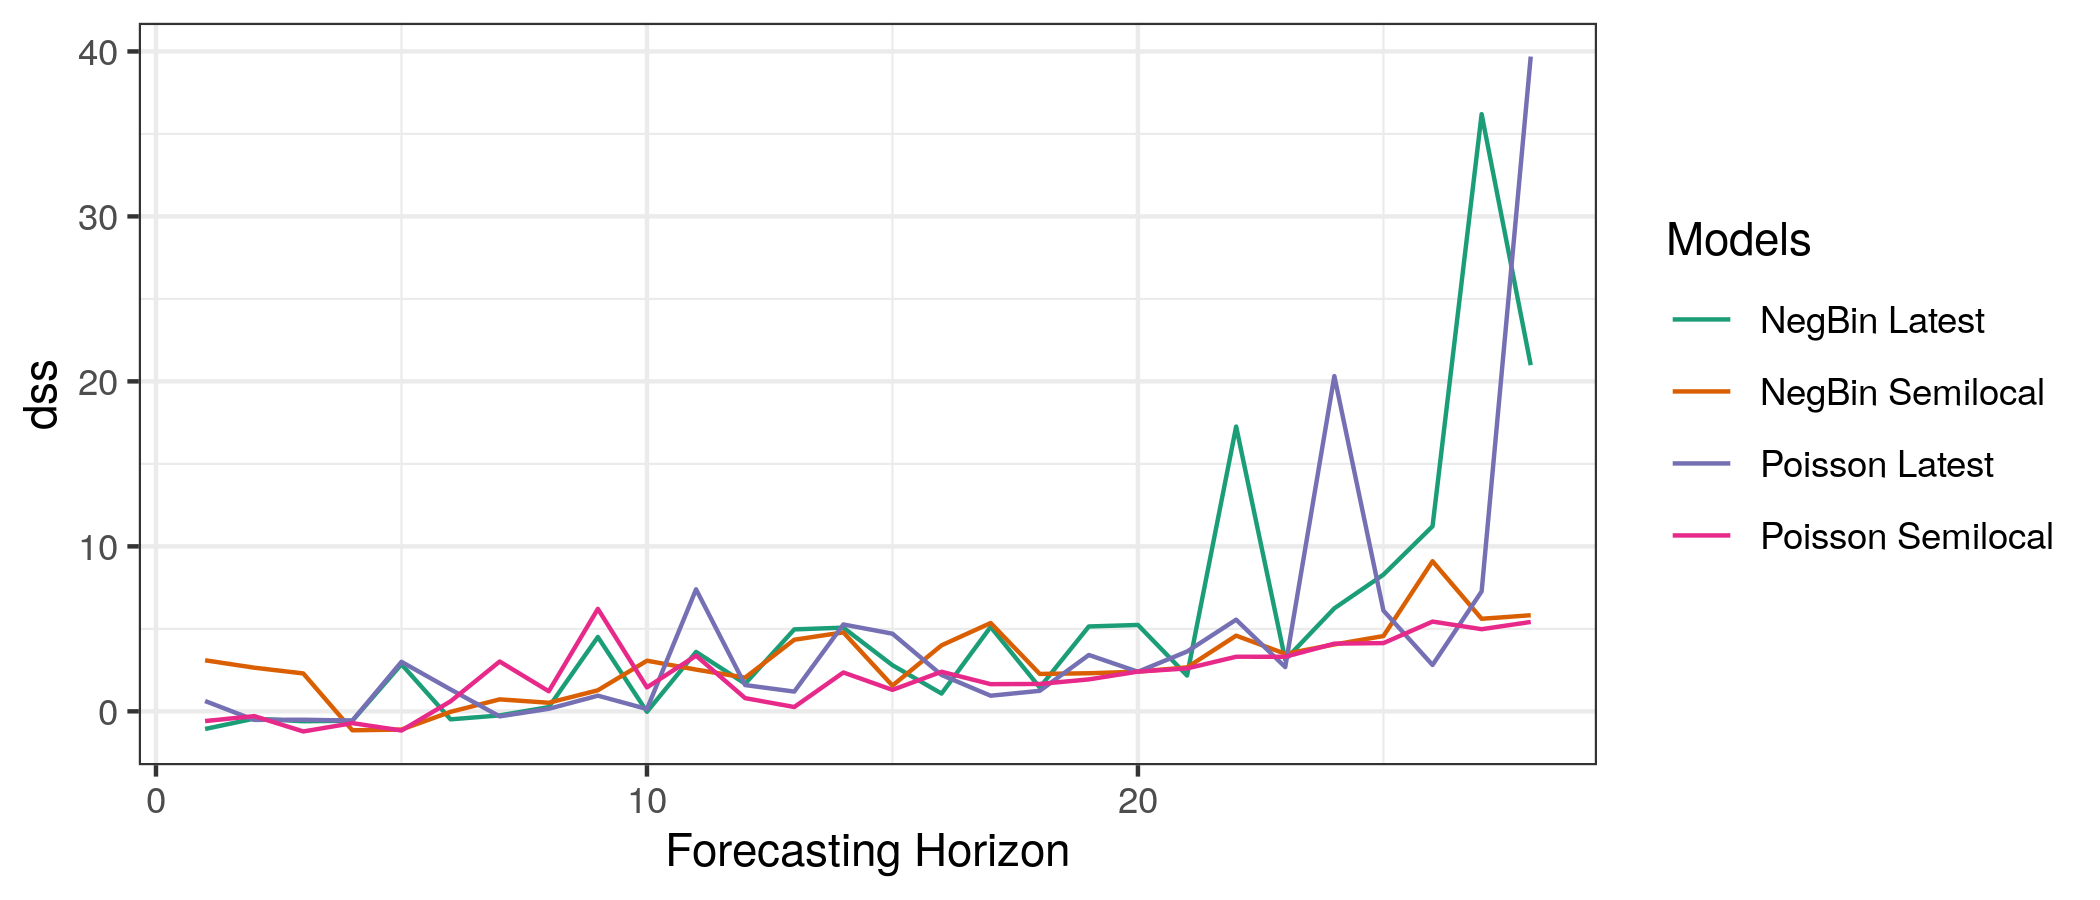 40
30
20
10
0
dss
0
10
20
Forecasting Horizon
Models
NegBin Latest
NegBin Semilocal
Poisson Latest
Poisson Semilocal